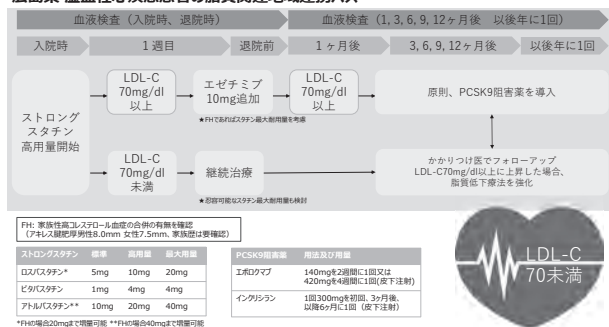 血液検査（入院時、退院時）
血液検査（1, 3, 6, 9, 12ヶ月後　以後年に1回）
入院時
1週目
退院前
1ヶ月後
3, 6, 9, 12ヶ月後
以後年に1回
ストロング
スタチン
高用量開始
LDL-C
70mg/dl
以上
エゼチミブ
10mg追加
★FHであればスタチン最大耐用量を考慮
LDL-C
70mg/dl
以上
原則、PCSK9阻害薬を導入
LDL-C
70mg/dl
未満
継続治療
★忍容可能なスタチン最大耐用量も検討
かかりつけ医でフォローアップ
LDL-C70mg/dl以上に上昇した場合、
脂質低下療法を強化
FH: 家族性高コレステロール血症の合併の有無を確認
（アキレス腱肥厚男性8.0mm 女性7.5mm、家族歴は要確認）
ストロングスタチン 標準 高用量 最大用量
ロスバスタチン* 5mg 10mg 20mg
ピタバスタチン 1mg 4mg 4mg
アトルバスタチン** 10mg 20mg 40mg
*FHの場合20mgまで増量可能 **FHの場合40mgまで増量可能
PCSK9阻害薬 用法及び用量
エボロクマブ 140mgを2週間に1回又は
420mgを4週間に1回(皮下注射)
インクリシラン 1回300mgを初回、3ヶ月後、
以降6ヶ月に1回（皮下注射）
LDL-C
70未満